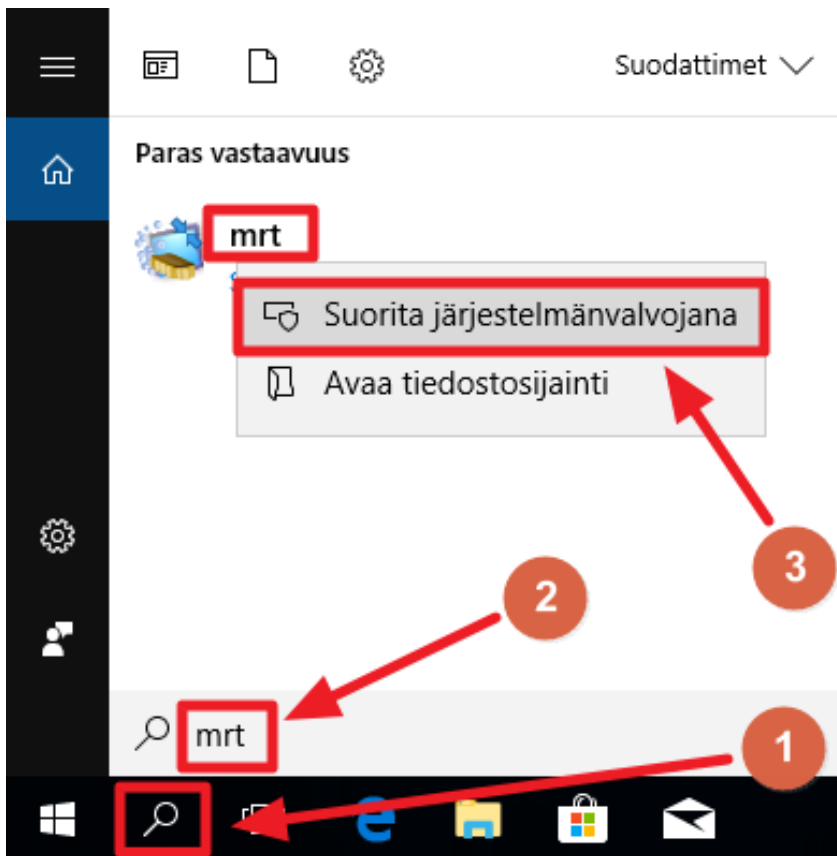 Suodattimet
Paras vastaavuus
mrt
Suorita järjestelmänvalvojana
Avaa tiedostosijainti
3
2
mrt
1